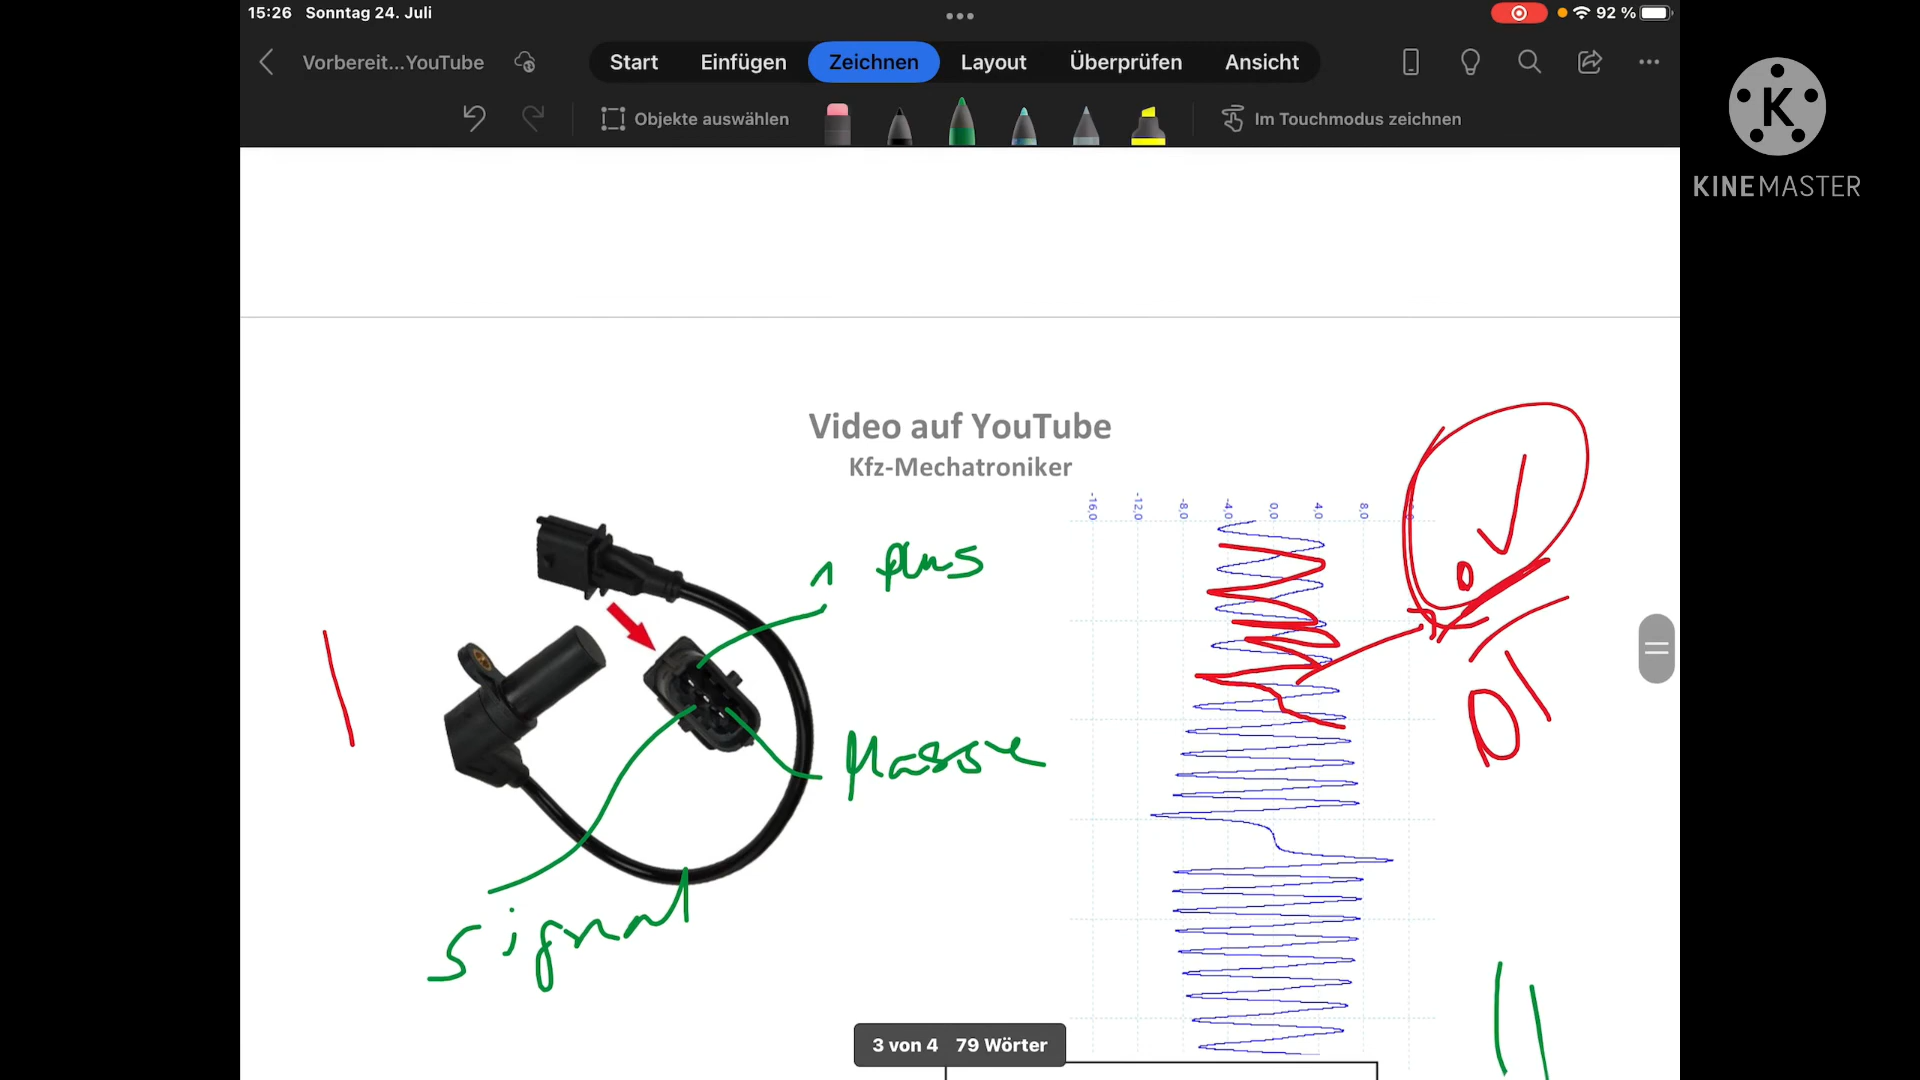 15:26 Sonntag 24. Juli
92 %
Vorbereit...YouTube
Start Einfügen Zeichnen Layout Überprüfen Ansicht
Objekte auswählen
Im Touchmodus zeichnen
K
KINEMASTER
Video auf YouTube
Kfz-Mechatroniker
-16,0 -12,0 -8,0 -4,0 0,0 4,0 8,0
1 plus
Masse
Signal
3 von 4 79 Wörter